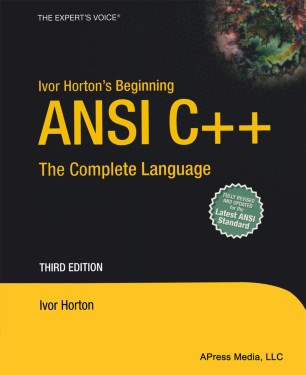 THE EXPERT'S VOICE®
Ivor Horton's Beginning
ANSI C++
The Complete Language
FULLY REVISED
AND UPDATED
for the
Latest ANSI
Standard
THIRD EDITION
Ivor Horton
APress Media, LLC